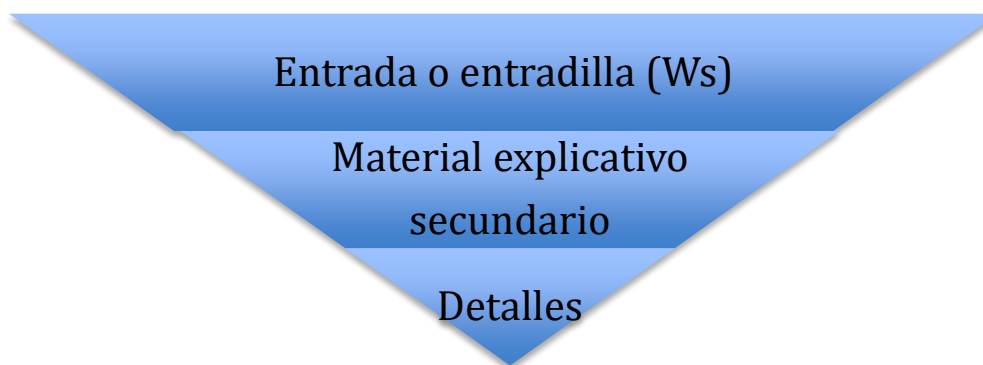 Entrada o entradilla (Ws)
Material explicativo
secundario
Detalles